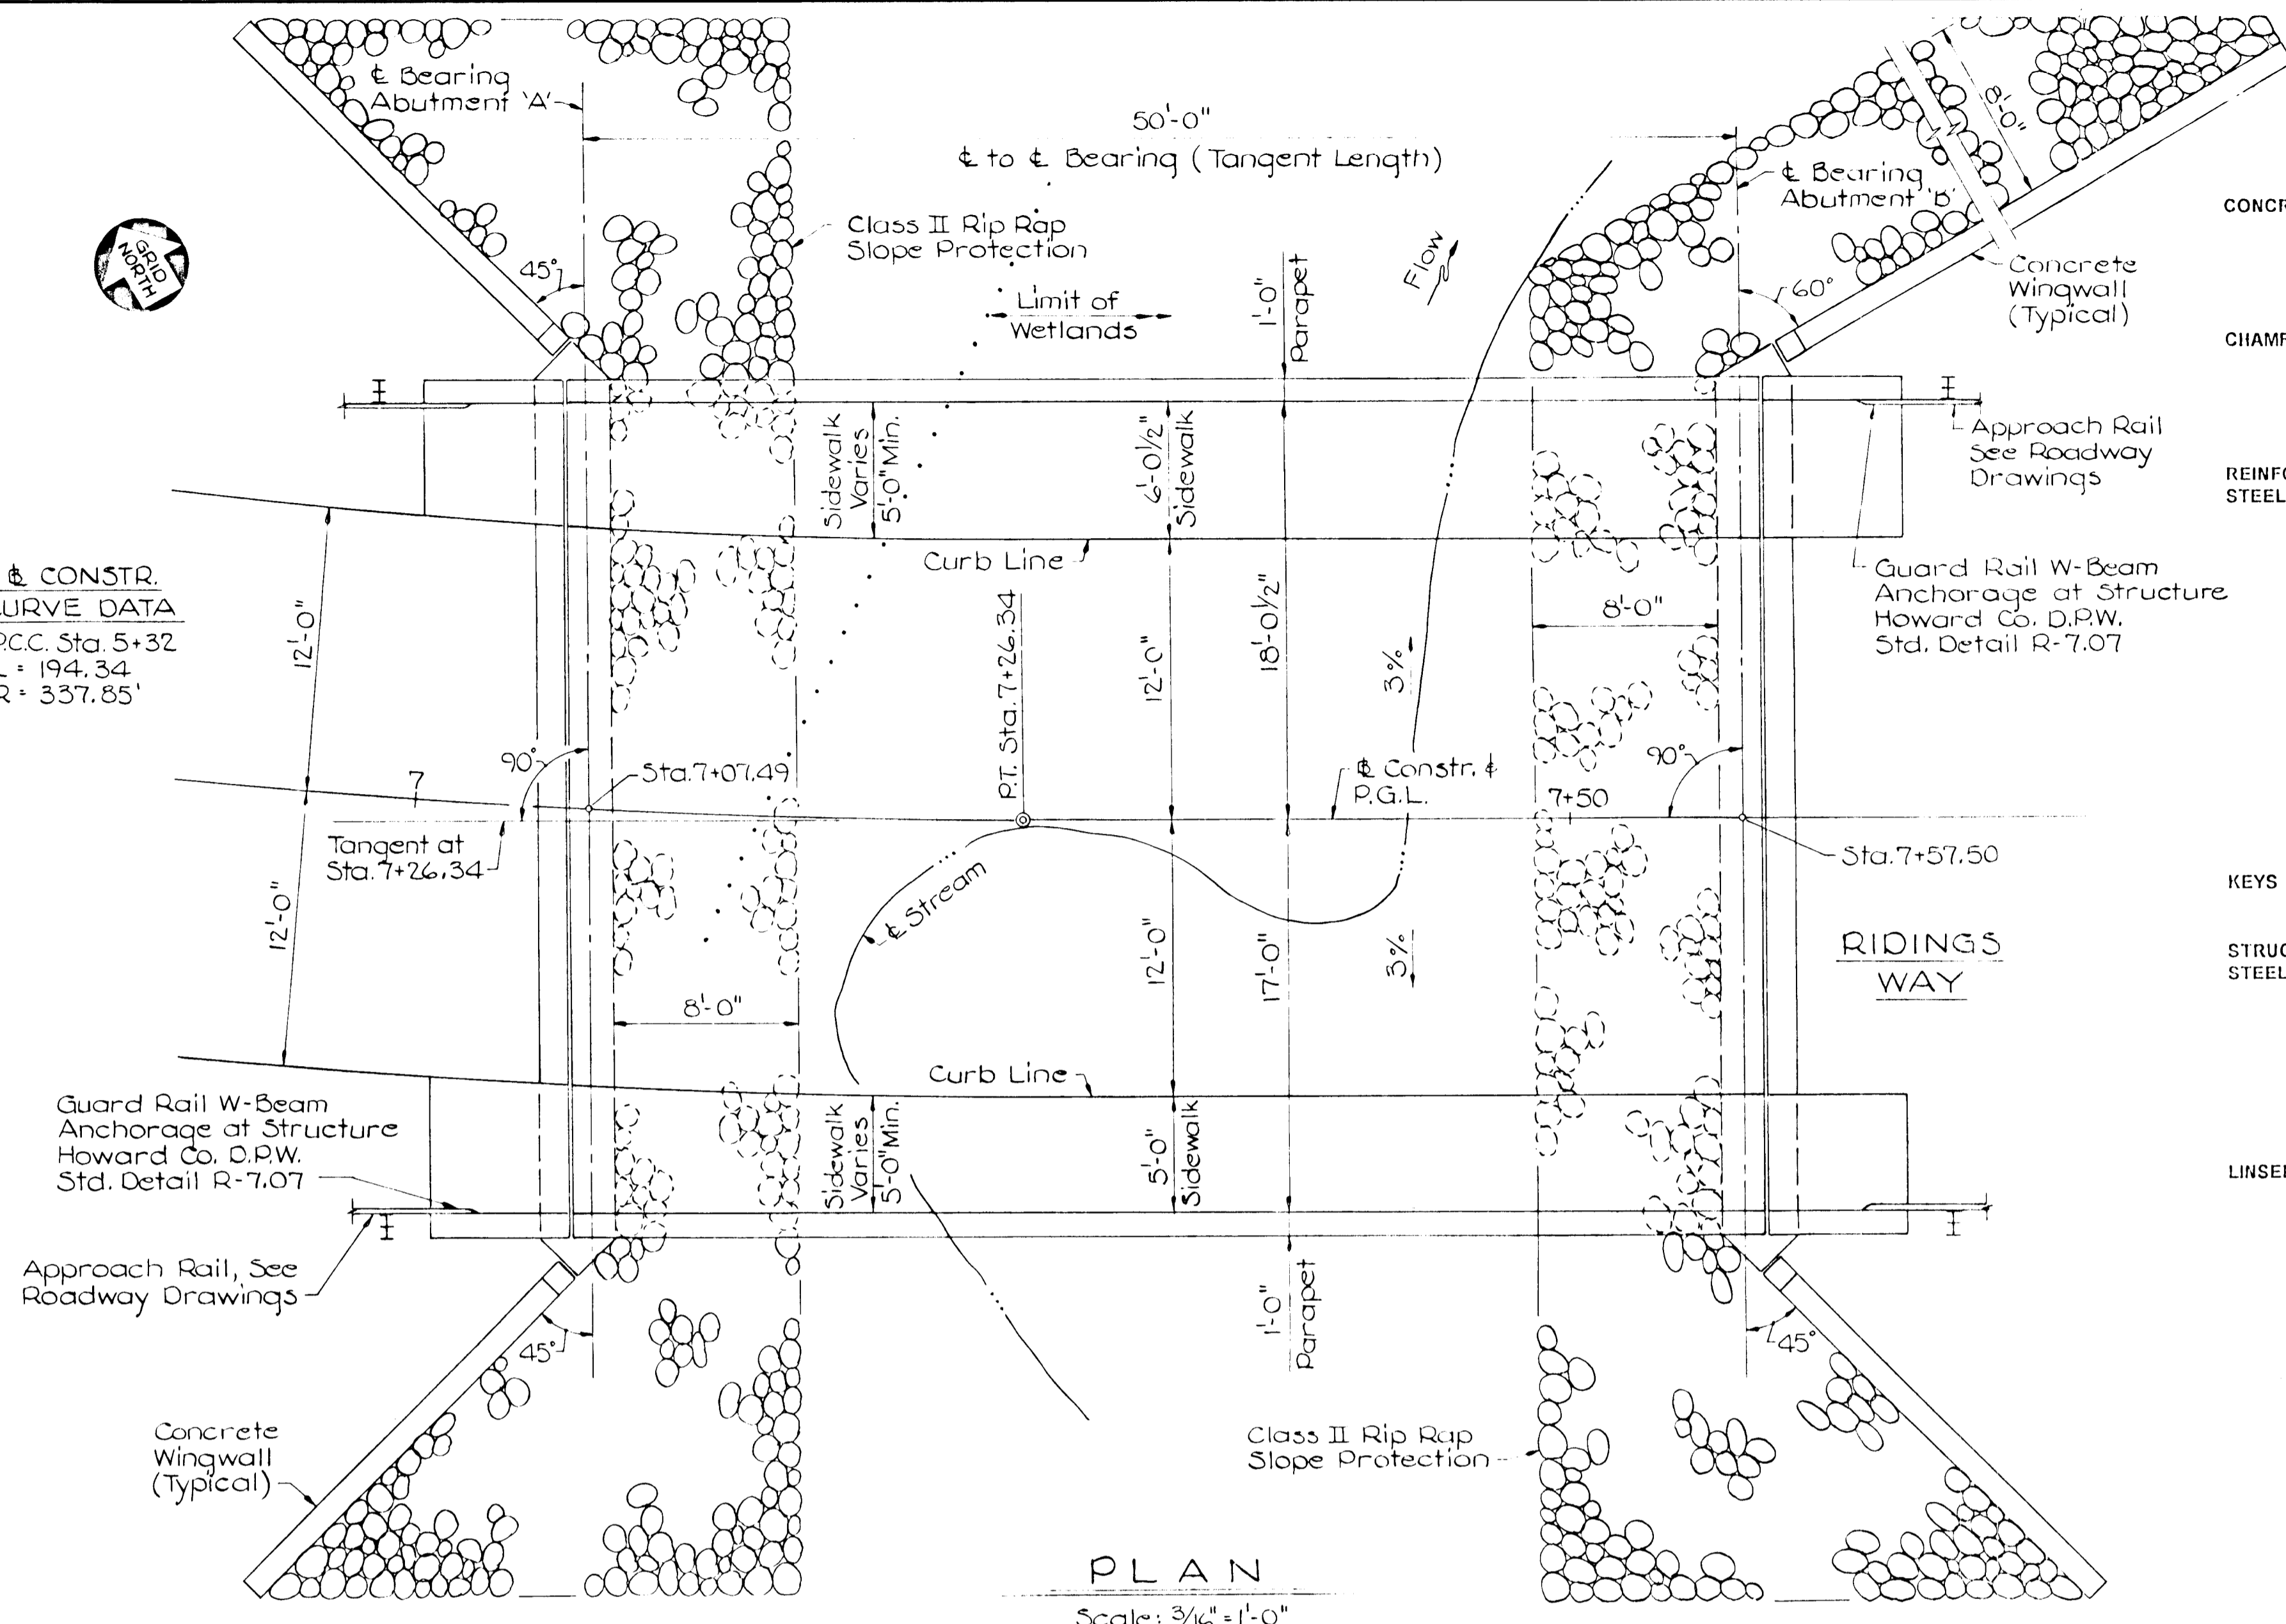 ℄ Bearing
Abutment 'A'
50'-0"
℄ to ℄ Bearing (Tangent Length)
℄ Bearing
Abutment 'B'
8'-0"
GRID
NORTH
Class II Rip Rap
Slope Protection
45°
Limit of
Wetlands
1'-0"
Parapet
Flow
60°
Concrete
Wingwall
(Typical)
Sidewalk
Varies
5'-0" Min.
6'-0 1/2"
Sidewalk
Approach Rail
See Roadway
Drawings
Curb Line
Guard Rail W-Beam
Anchorage at Structure
Howard Co. D.P.W.
Std. Detail R-7.07
CONSTR.
URVE DATA
P.C.C. Sta. 5+32
L = 194.34
R = 337.85'
12'-0"
P.T. Sta. 7+26.34
12'-0"
18'-0 1/2"
3%
8'-0"
90°
7
Sta. 7+07.49
Constr. &
P.G.L.
7+50
90°
Tangent at
Sta. 7+26.34
Sta. 7+57.50
12'-0"
℄ Stream
12'-0"
17'-0"
3%
RIDINGS
WAY
8'-0"
Curb Line
Guard Rail W-Beam
Anchorage at Structure
Howard Co. D.P.W.
Std. Detail R-7.07
Sidewalk
Varies
5'-0" Min.
5'-0"
Sidewalk
Approach Rail, See
Roadway Drawings
1'-0"
Parapet
45°
45°
Concrete
Wingwall
(Typical)
Class II Rip Rap
Slope Protection
PLAN
Scale: 3/16" = 1'-0"
CONCR
CHAMF
REINFO
STEEL
KEYS
STRUC
STEEL
LINSE